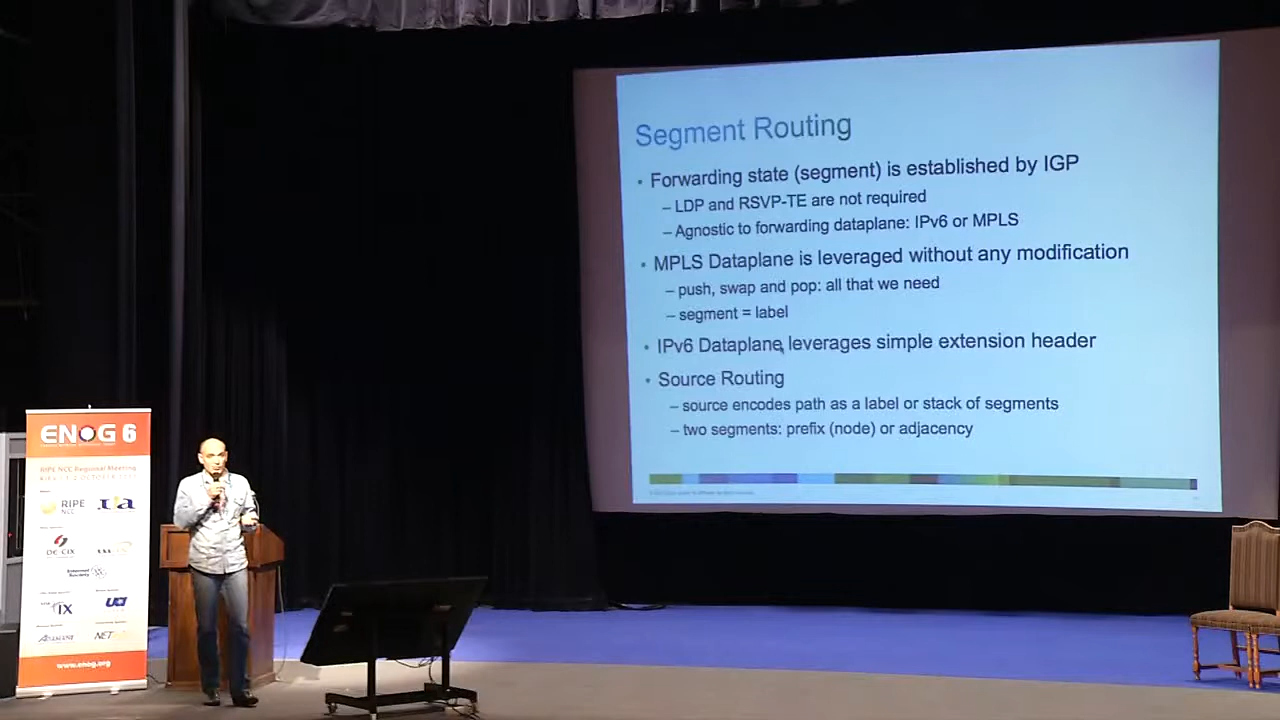 Segment Routing
• Forwarding state (segment) is established by IGP
– LDP and RSVP-TE are not required
– Agnostic to forwarding dataplane: IPv6 or MPLS
• MPLS Dataplane is leveraged without any modification
– push, swap and pop: all that we need
– segment = label
• IPv6 Dataplane leverages simple extension header
• Source Routing
– source encodes path as a label or stack of segments
– two segments: prefix (node) or adjacency
ENOG 6
RIPE NCC Regional Meeting
RIPE
NCC
DE CIX
Internet
Society
IX
NET
www.enog.org